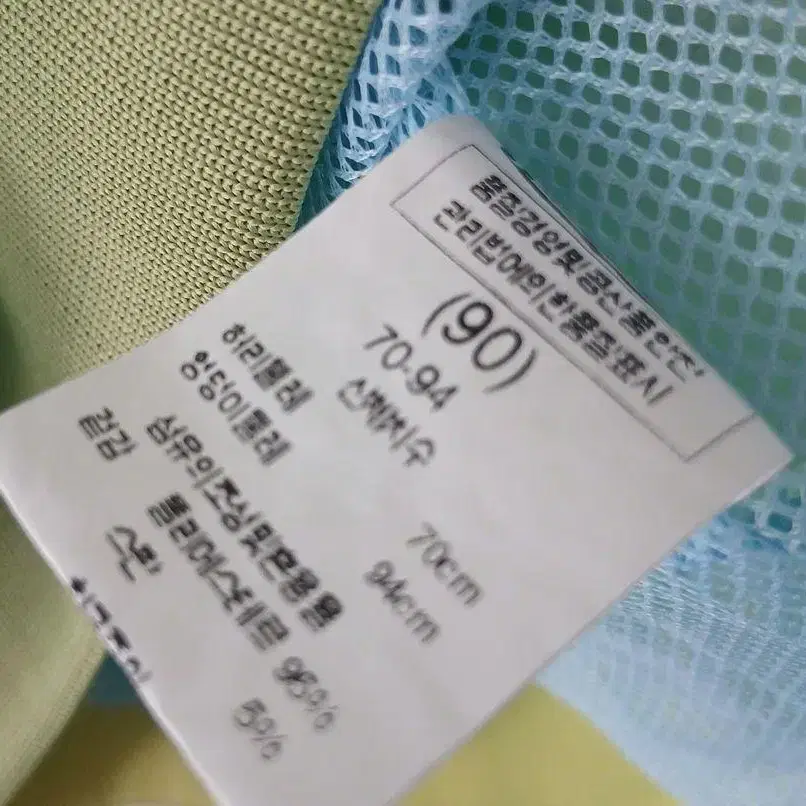 품질경영및공산품안전
관리법에의한품질표시
(90)
70-94
신체치수
허리둘레 70cm
엉덩이둘레 94cm
섬유의조성및혼용율
겉감 폴리에스테르 95%
스판 5%